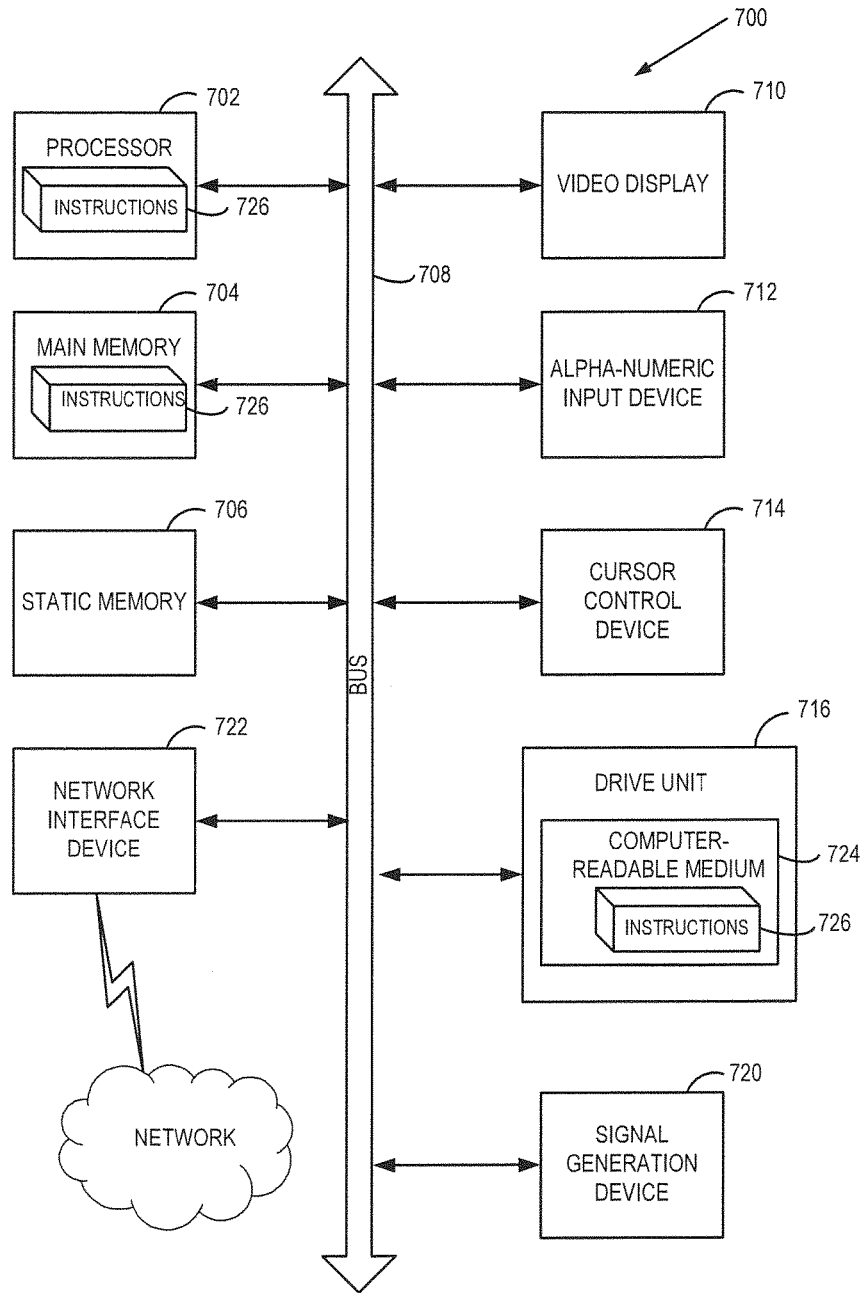 700
702
PROCESSOR
INSTRUCTIONS
726
710
VIDEO DISPLAY
708
704
MAIN MEMORY
INSTRUCTIONS
726
712
ALPHA-NUMERIC
INPUT DEVICE
706
STATIC MEMORY
714
CURSOR
CONTROL
DEVICE
BUS
722
NETWORK
INTERFACE
DEVICE
716
DRIVE UNIT
COMPUTER-
READABLE MEDIUM
724
INSTRUCTIONS
726
NETWORK
720
SIGNAL
GENERATION
DEVICE